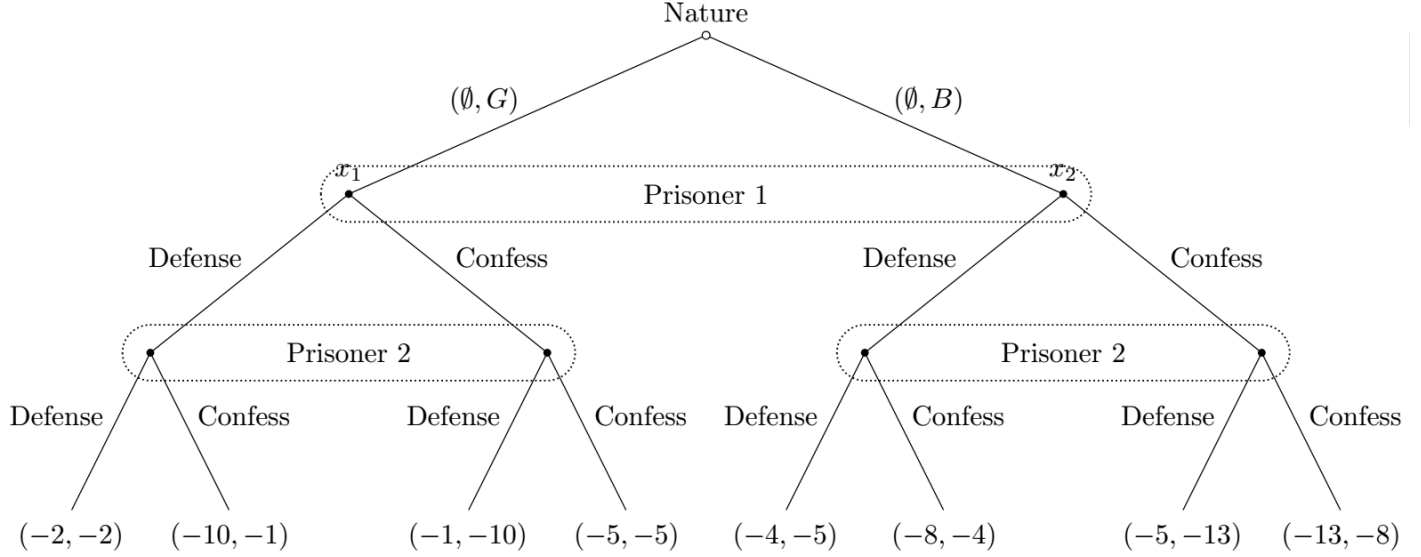 Nature
(∅, G) (∅, B)
x₁ Prisoner 1 x₂
Defense Confess Defense Confess
Prisoner 2 Prisoner 2
Defense Confess Defense Confess Defense Confess Defense Confess
(−2, −2) (−10, −1) (−1, −10) (−5, −5) (−4, −5) (−8, −4) (−5, −13) (−13, −8)